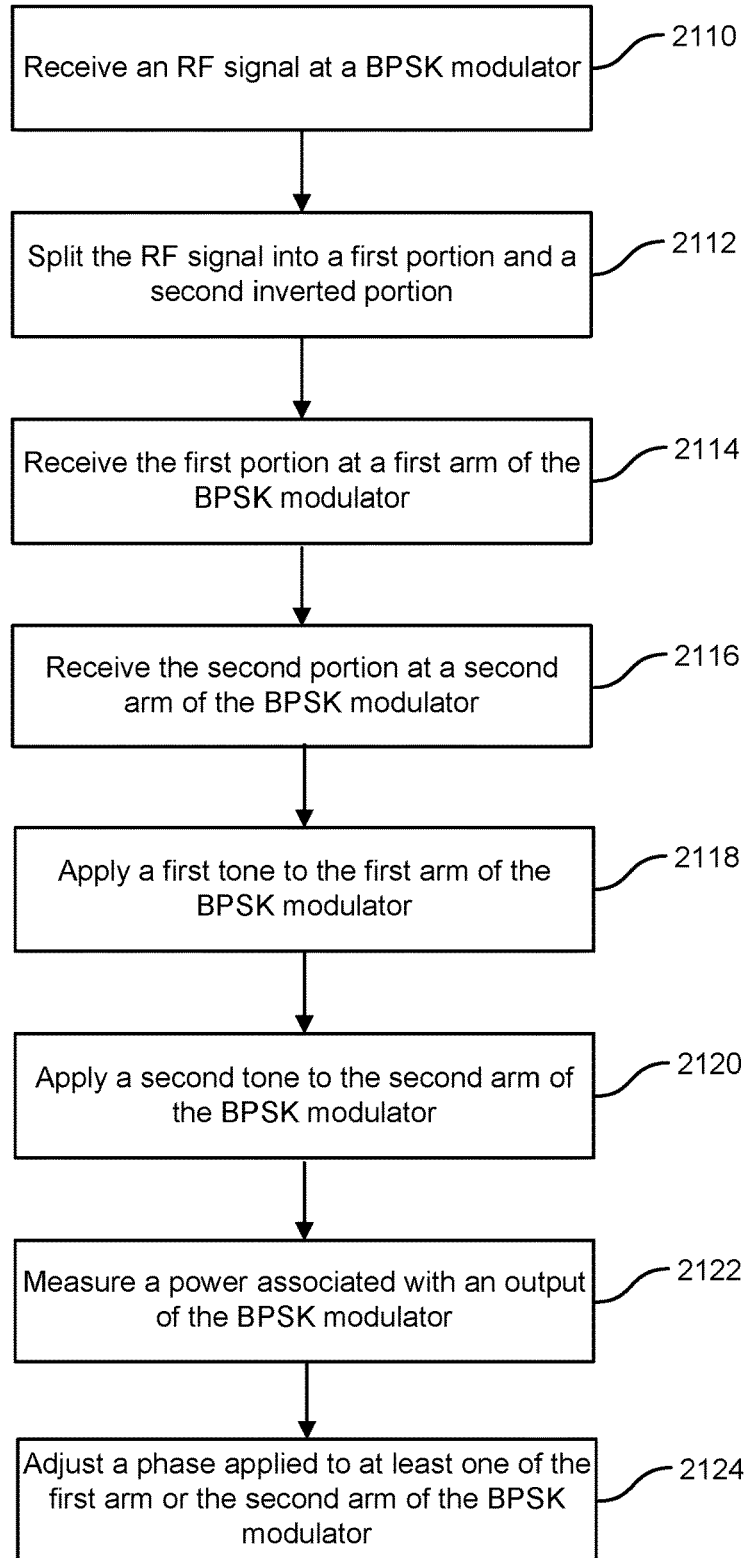 Receive an RF signal at a BPSK modulator
2110
Split the RF signal into a first portion and a
second inverted portion
2112
Receive the first portion at a first arm of the
BPSK modulator
2114
Receive the second portion at a second
arm of the BPSK modulator
2116
Apply a first tone to the first arm of the
BPSK modulator
2118
Apply a second tone to the second arm of
the BPSK modulator
2120
Measure a power associated with an output
of the BPSK modulator
2122
Adjust a phase applied to at least one of the
first arm or the second arm of the BPSK
modulator
2124